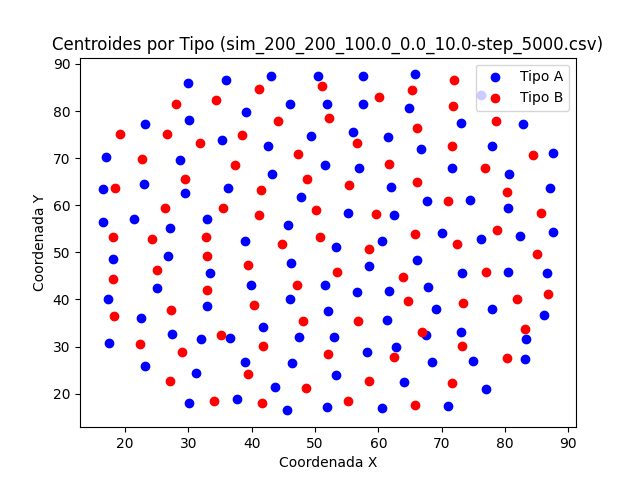 Centroides por Tipo (sim_200_200_100.0_0.0_10.0-step_5000.csv)
Tipo A
Tipo B
90
80
70
60
50
40
30
20
Coordenada Y
20 30 40 50 60 70 80 90
Coordenada X